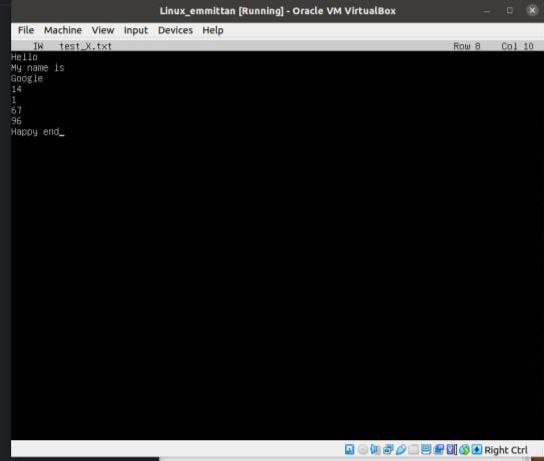 Linux_emmittan [Running] - Oracle VM VirtualBox
File Machine View Input Devices Help
IW test_X.txt Row 8 Col 10
Hello
My name is
Google
14
1
67
96
Happy end_
Right Ctrl